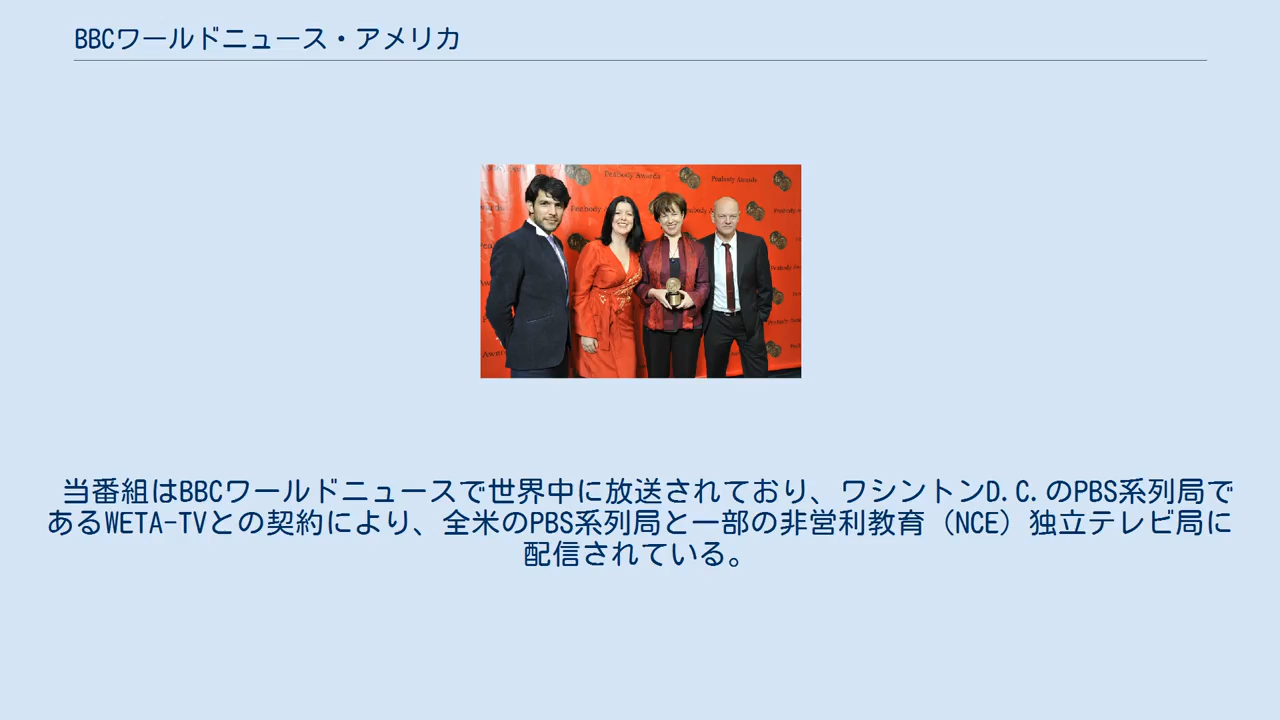 BBCワールドニュース・アメリカ
Peabody Awards
Peabody Awards
当番組はBBCワールドニュースで世界中に放送されており、ワシントンD.C.のPBS系列局で
あるWETA-TVとの契約により、全米のPBS系列局と一部の非営利教育（NCE）独立テレビ局に
配信されている。